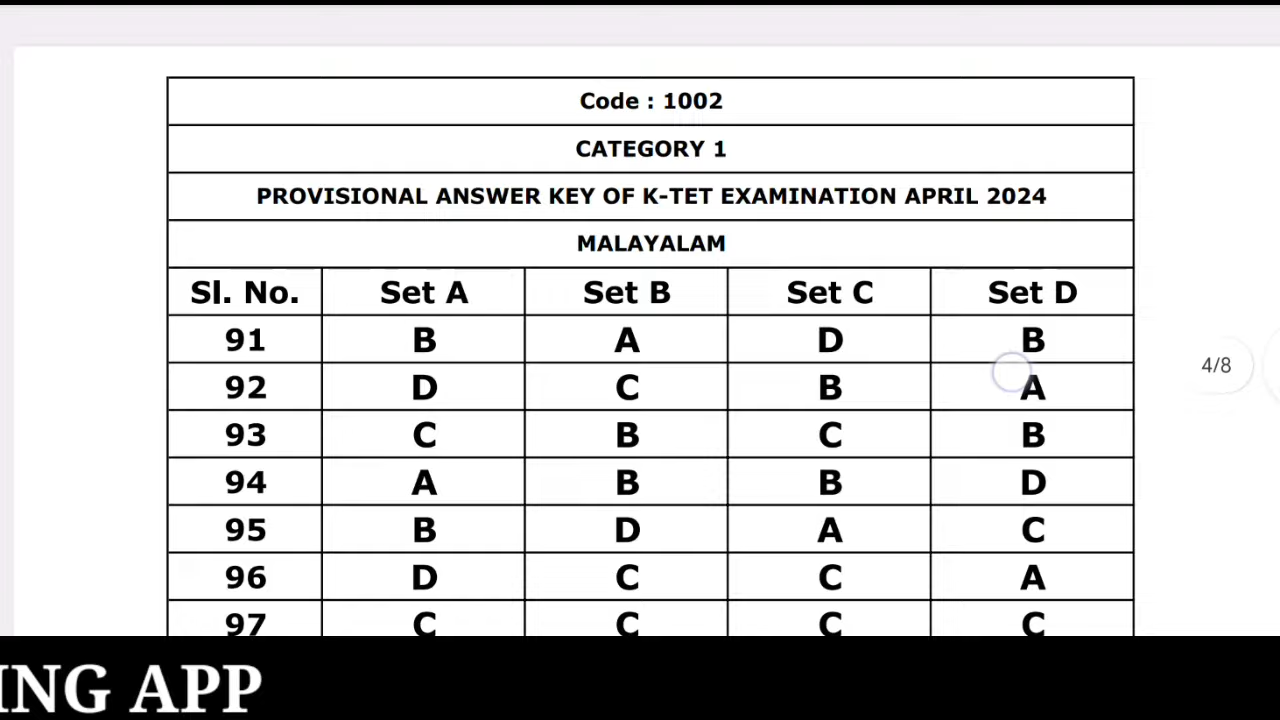 Code : 1002
CATEGORY 1
PROVISIONAL ANSWER KEY OF K-TET EXAMINATION APRIL 2024
MALAYALAM
Sl. No. Set A Set B Set C Set D
91 B A D B
92 D C B A
93 C B C B
94 A B B D
95 B D A C
96 D C C A
97 C C C C
4/8
ING APP